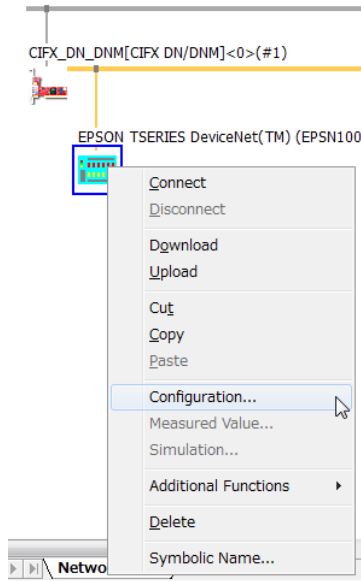 CIFX_DN_DNM[CIFX DN/DNM]<0>(#1)
EPSON TSERIES DeviceNet(TM) (EPSN100
Connect
Disconnect
Download
Upload
Cut
Copy
Paste
Configuration...
Measured Value...
Simulation...
Additional Functions
Delete
Symbolic Name...
Netwo